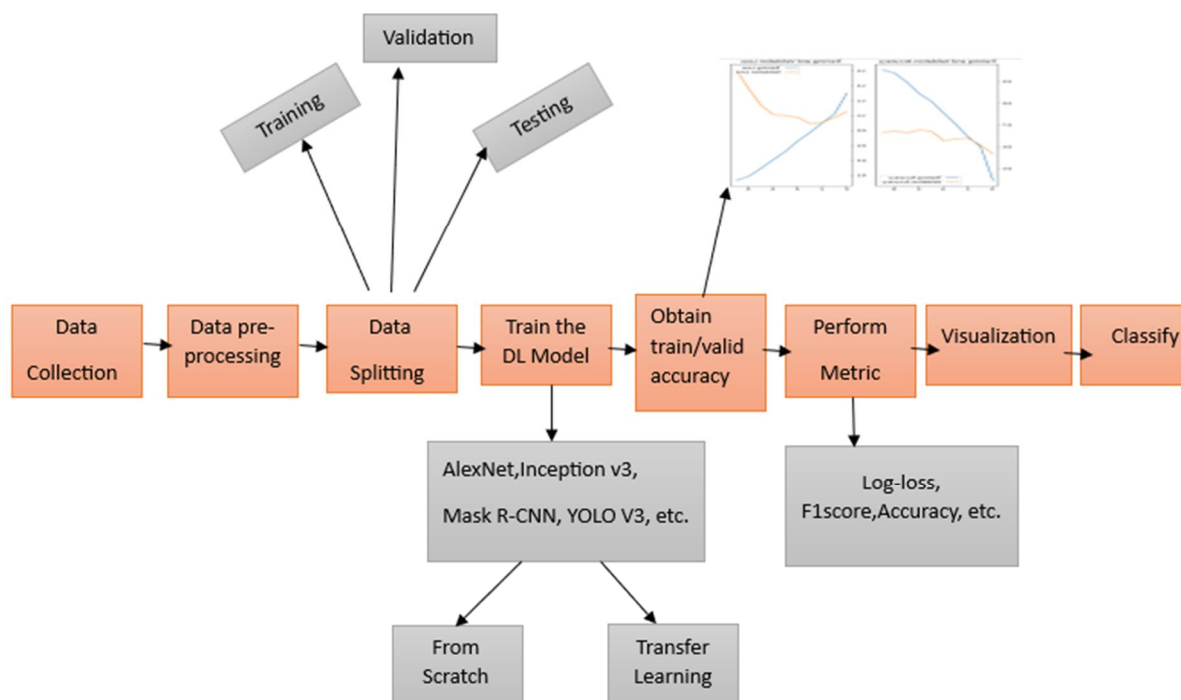 Validation
Training
Testing
Data
Collection
Data pre-
processing
Data
Splitting
Train the
DL Model
Obtain
train/valid
accuracy
Perform
Metric
Visualization
Classify
AlexNet,Inception v3,
Mask R-CNN, YOLO V3, etc.
Log-loss,
F1score,Accuracy, etc.
From
Scratch
Transfer
Learning